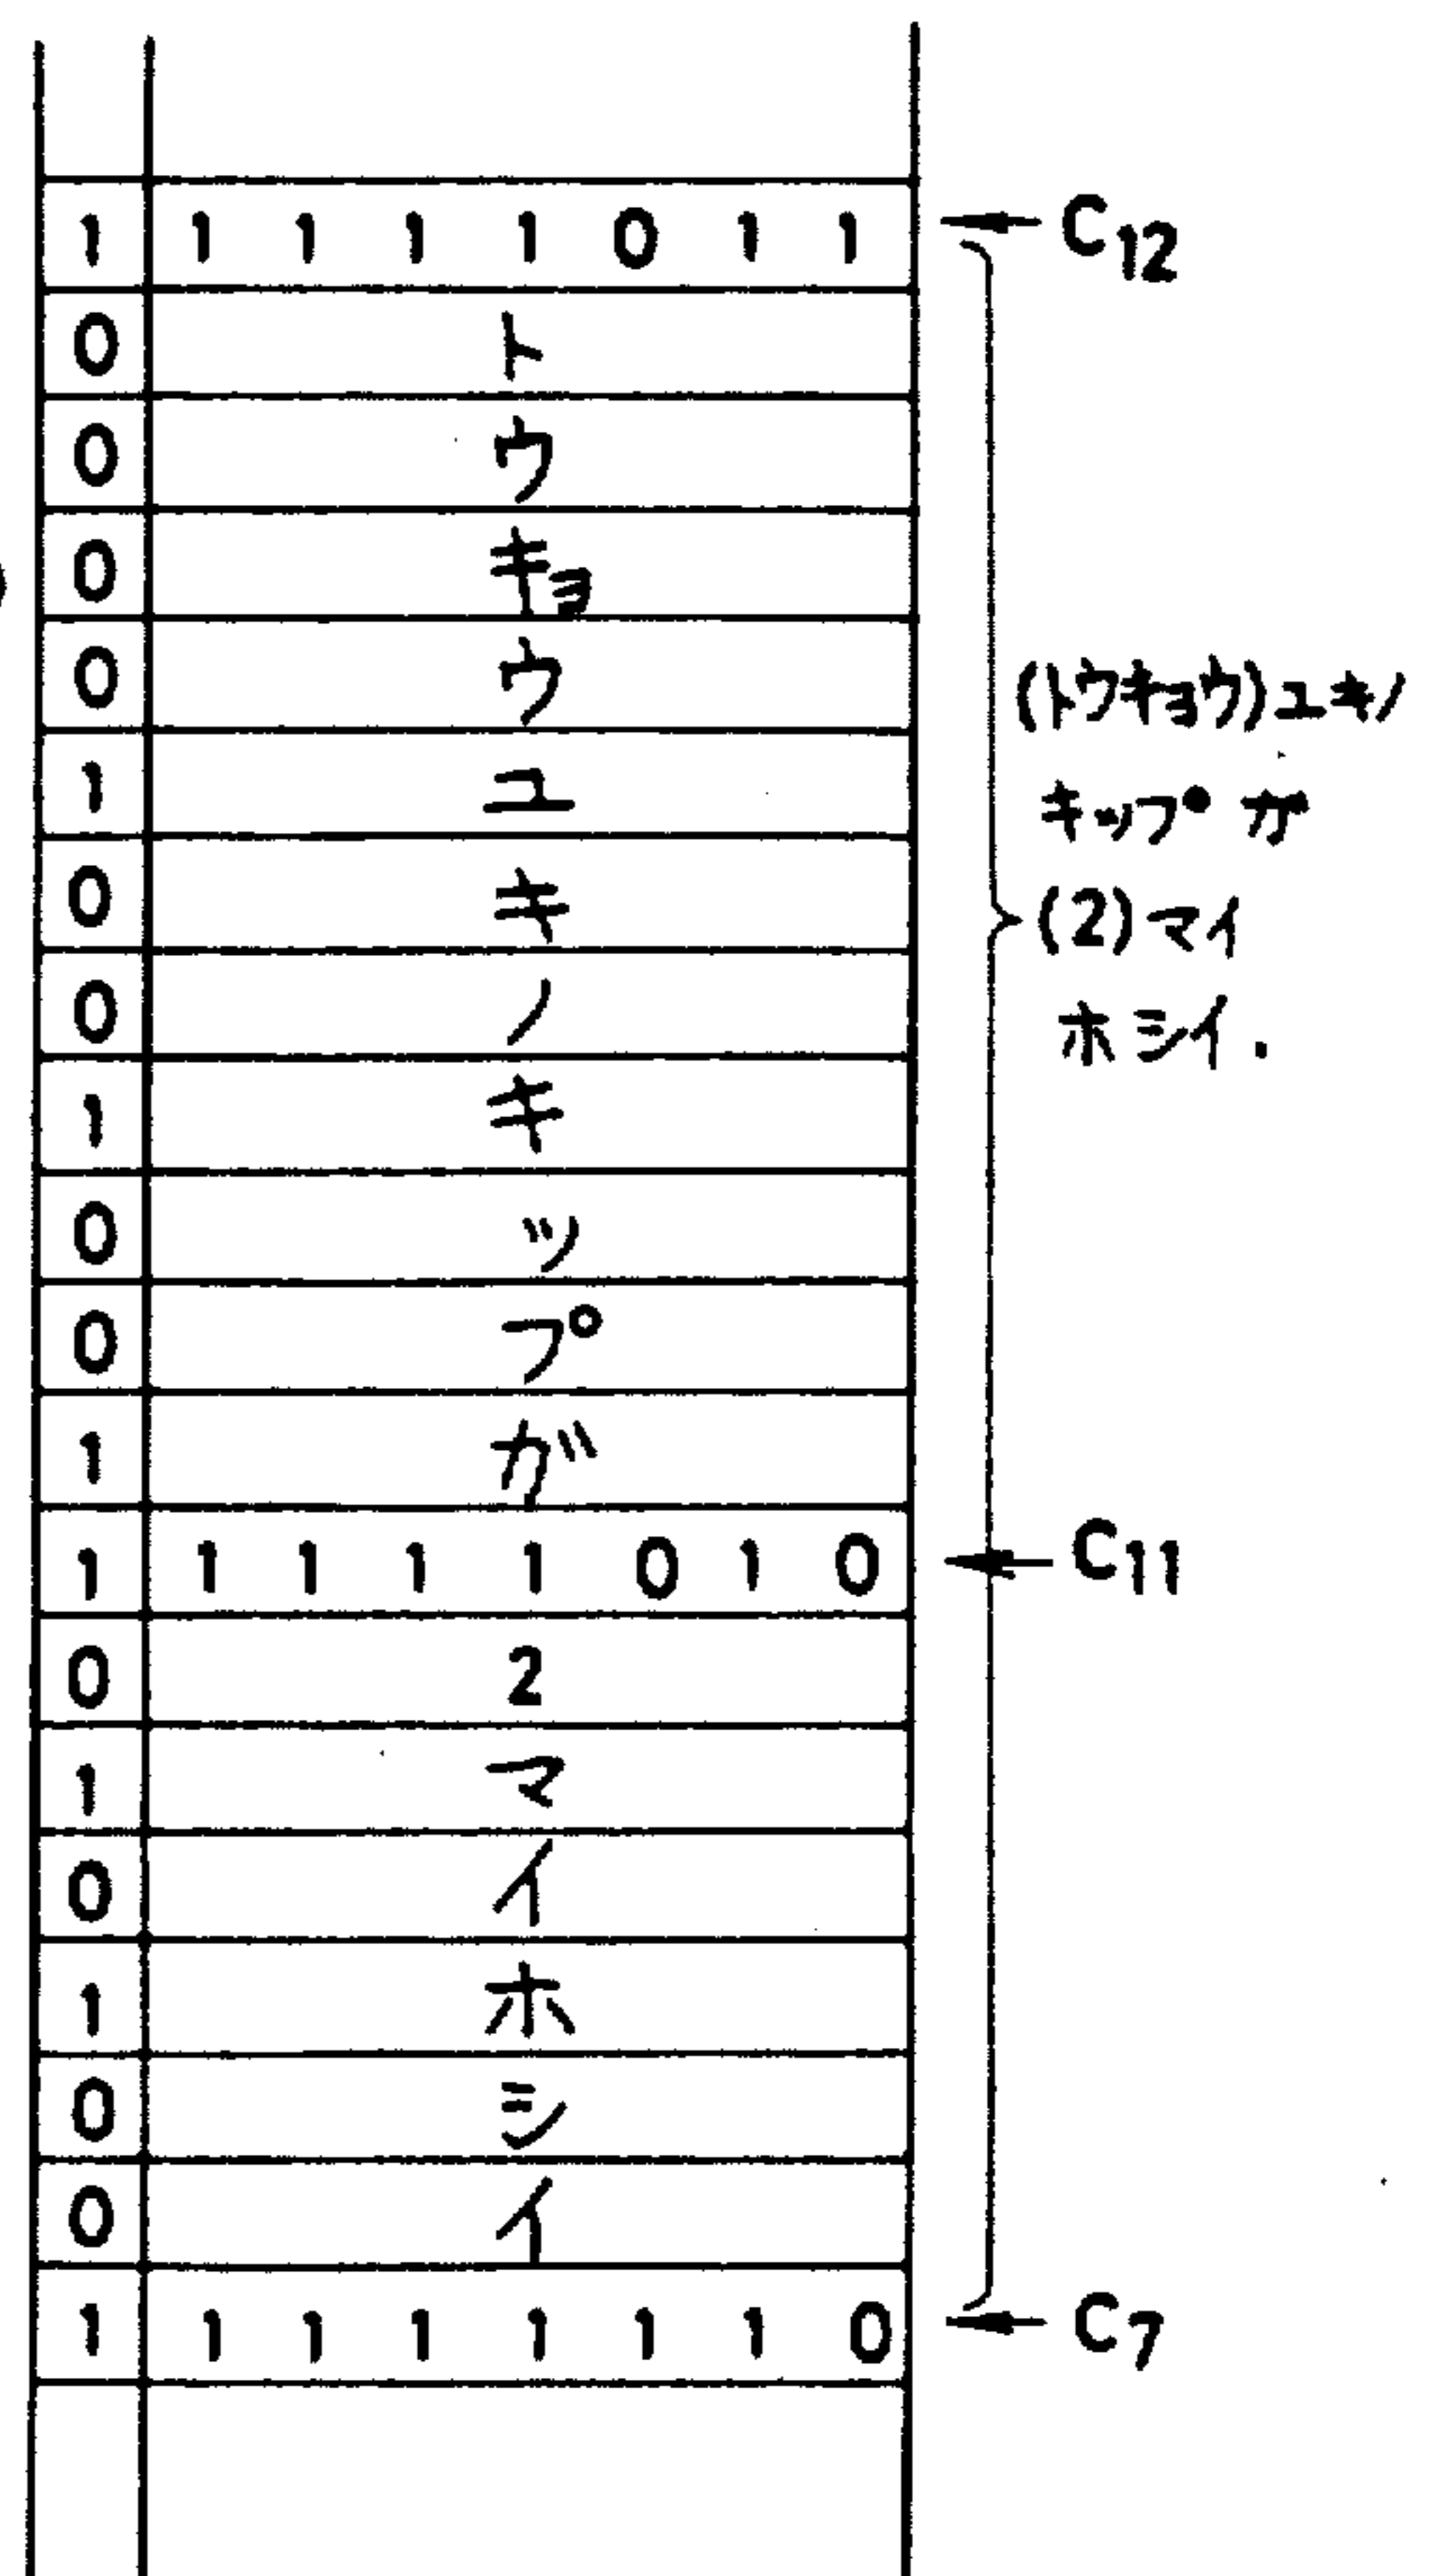 1 1 1 1 1 0 1 1 C12
0 ト
0 ウ
0 キョ
0 ウ
1 ユ
0 キ
0 ノ
1 キ
0 ッ
0 プ
1 ガ
1 1 1 1 1 0 1 0 C11
0 2
1 マ
0 イ
1 ホ
0 シ
0 イ
1 1 1 1 1 1 1 0 C7
(トウキョウ)ユキノ
キップ ガ
(2)マイ
ホシイ.